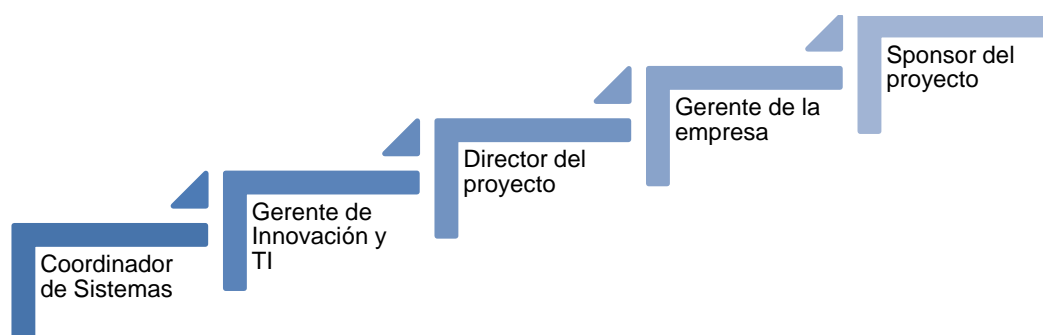 Coordinador
de Sistemas
Gerente de
Innovación y
TI
Director del
proyecto
Gerente de la
empresa
Sponsor del
proyecto